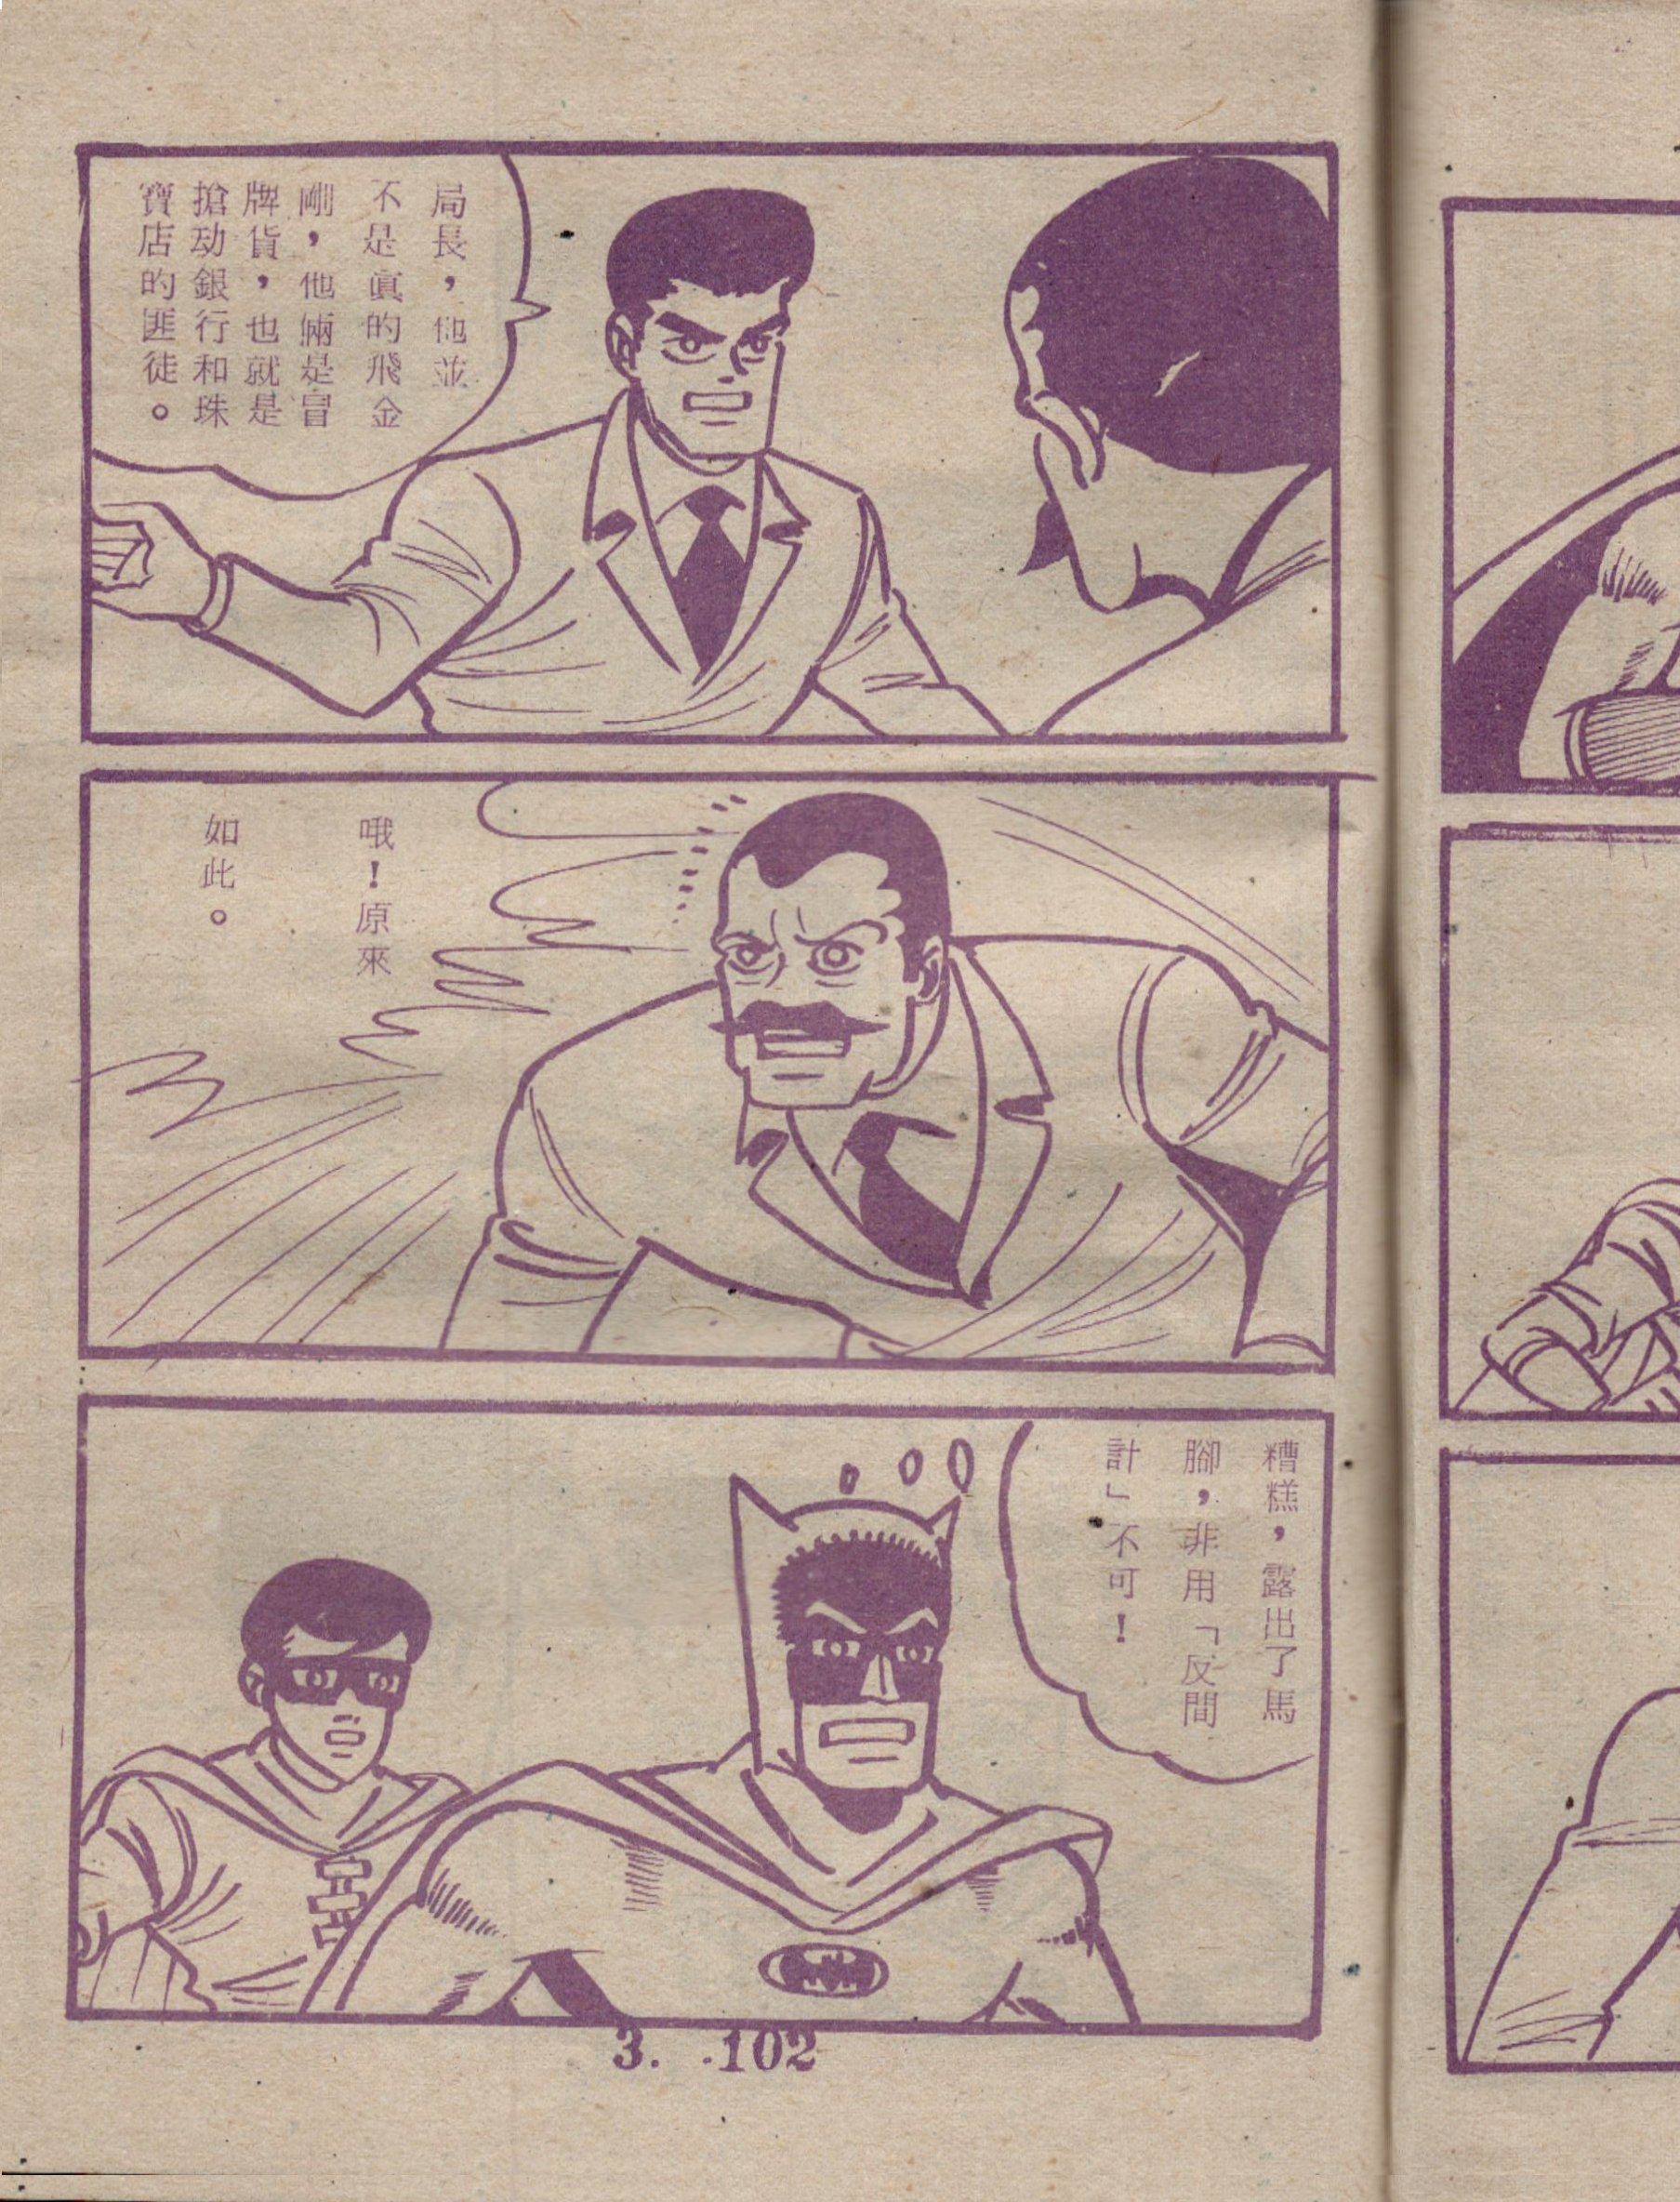 局長，他並
不是眞的飛金
剛，他倆是冒
牌貨，也就是
搶劫銀行和珠
寶店的匪徒。
哦！原來
如此。
糟糕，露出了馬
腳，非用「反間
計」不可！
3. 102